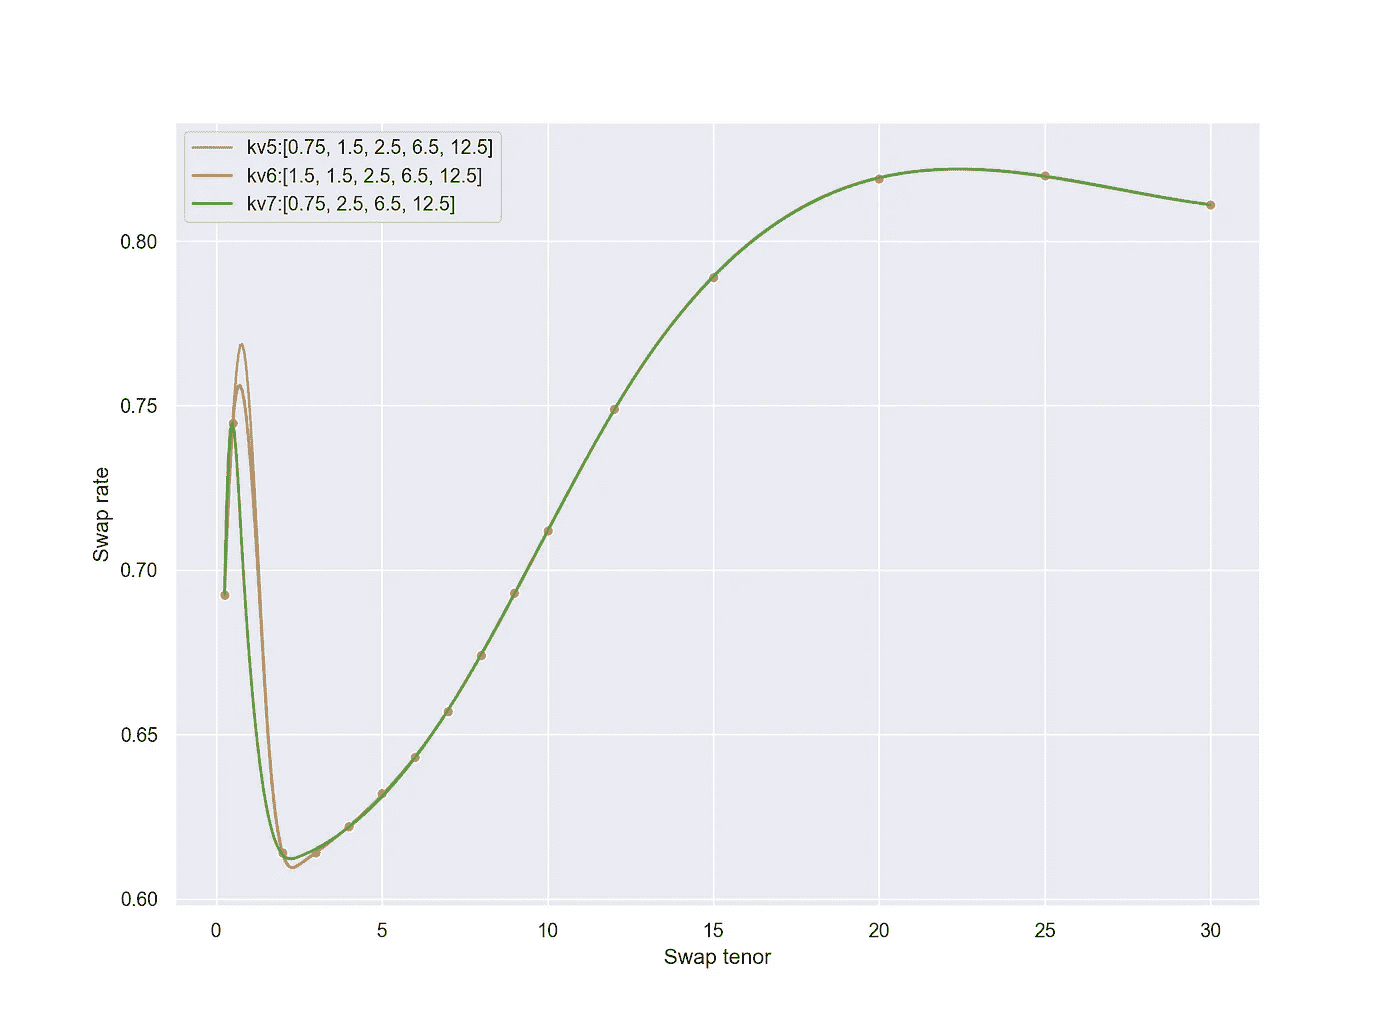 kv5:[0.75, 1.5, 2.5, 6.5, 12.5]
kv6:[1.5, 1.5, 2.5, 6.5, 12.5]
kv7:[0.75, 2.5, 6.5, 12.5]
0.80
0.75
0.70
0.65
0.60
Swap rate
0 5 10 15 20 25 30
Swap tenor